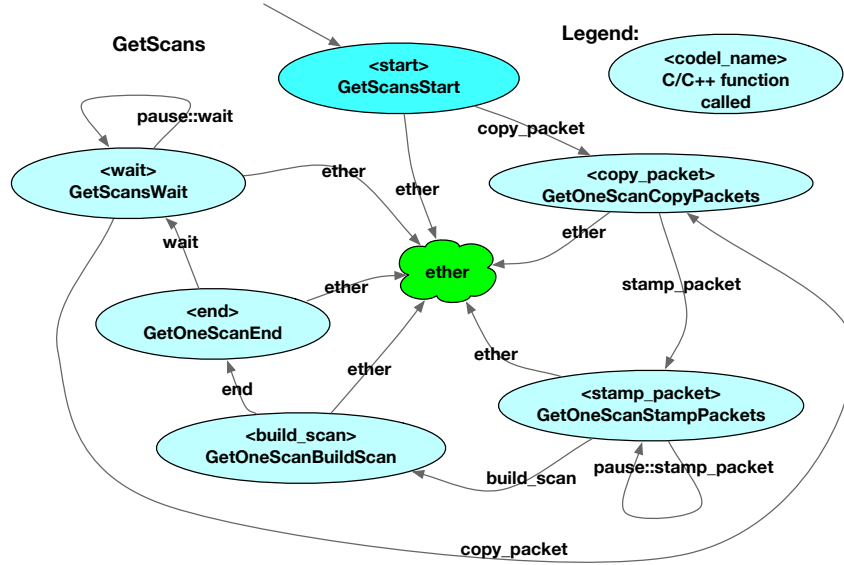 GetScans
Legend:
<start>
GetScansStart
<codel_name>
C/C++ function
called
pause::wait
copy_packet
<wait>
GetScansWait
ether
ether
<copy_packet>
GetOneScanCopyPackets
ether
wait
ether
ether
stamp_packet
<end>
GetOneScanEnd
ether
ether
end
<stamp_packet>
GetOneScanStampPackets
<build_scan>
GetOneScanBuildScan
build_scan
pause::stamp_packet
copy_packet